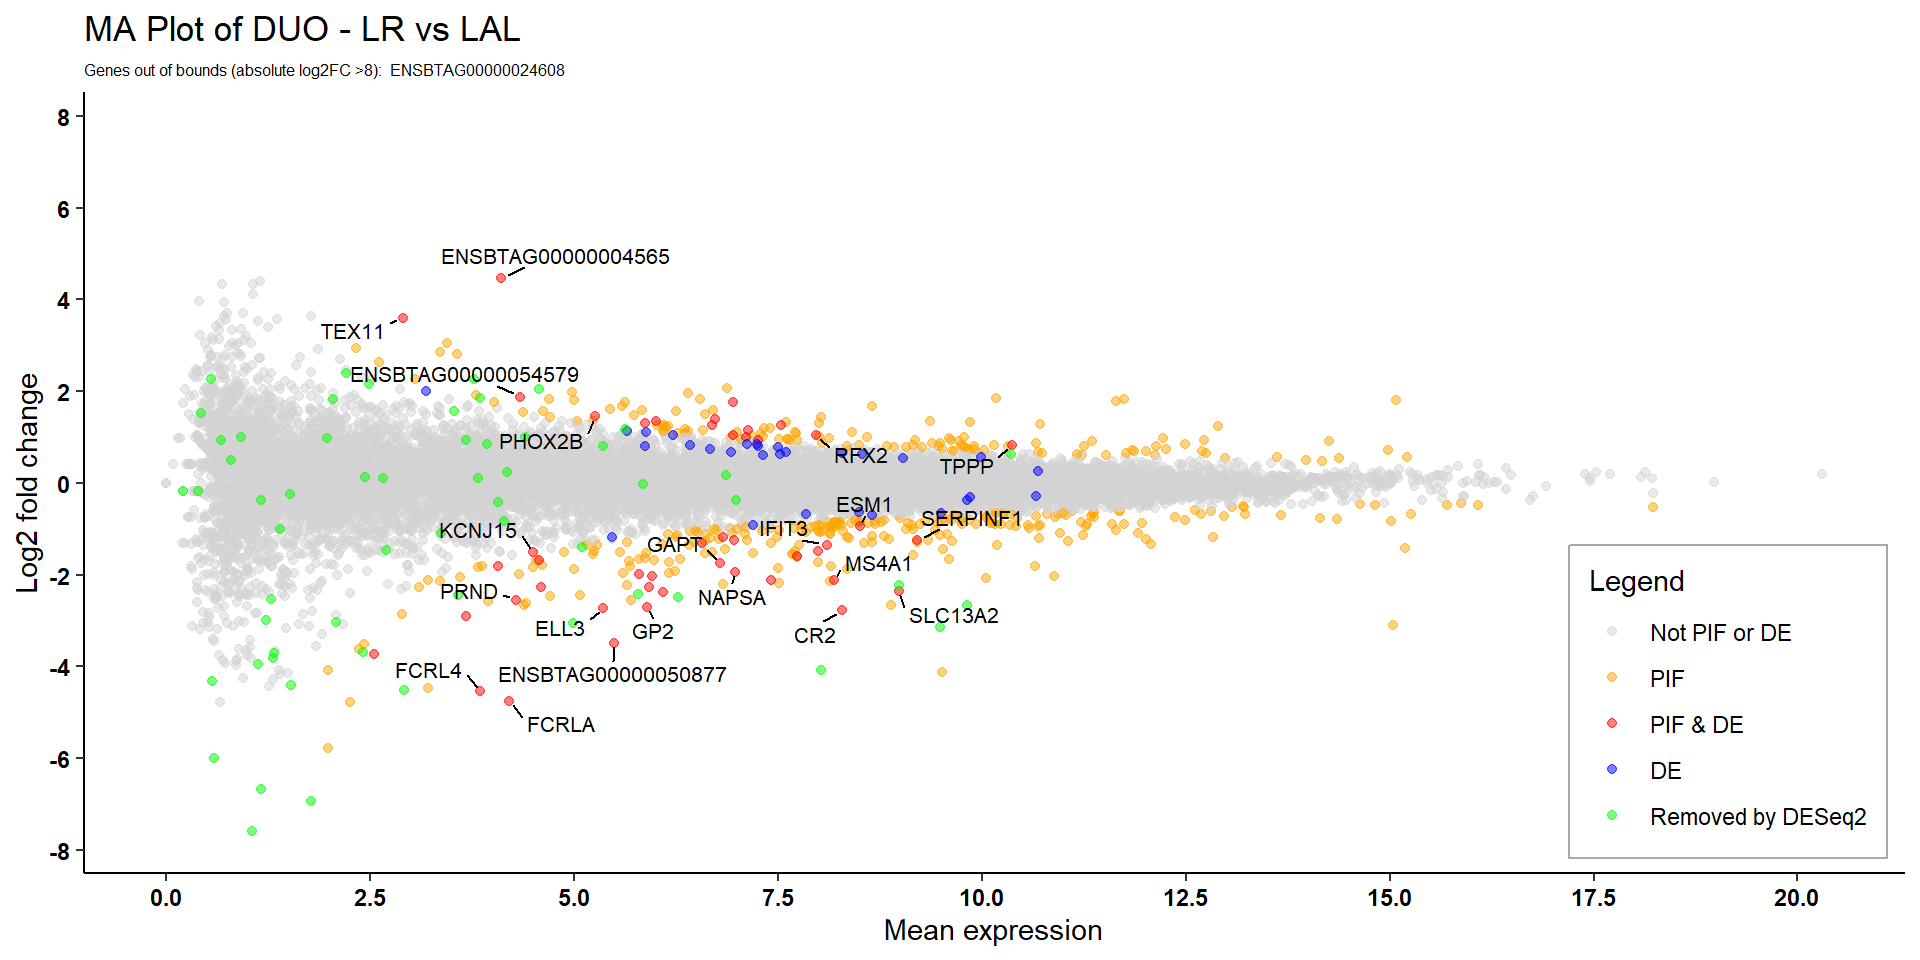 MA Plot of DUO - LR vs LAL
Genes out of bounds (absolute log2FC >8):  ENSBTAG00000024608
Log2 fold change
8
6
4
2
0
-2
-4
-6
-8
ENSBTAG00000004565
TEX11
ENSBTAG00000054579
PHOX2B
RFX2
TPPP
ESM1
SERPINF1
KCNJ15
IFIT3
GAPT
MS4A1
PRND
NAPSA
SLC13A2
ELL3
GP2
CR2
FCRL4
ENSBTAG00000050877
FCRLA
Legend
Not PIF or DE
PIF
PIF & DE
DE
Removed by DESeq2
0.0 2.5 5.0 7.5 10.0 12.5 15.0 17.5 20.0
Mean expression